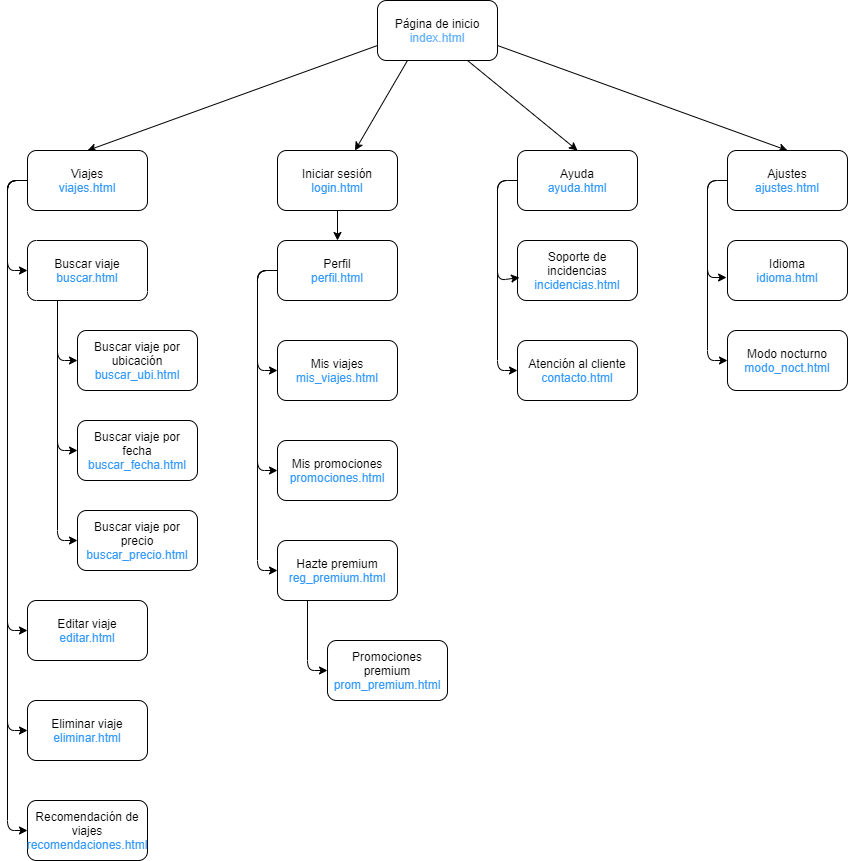 Página de inicio
index.html
Viajes
viajes.html
Iniciar sesión
login.html
Ayuda
ayuda.html
Ajustes
ajustes.html
Buscar viaje
buscar.html
Perfil
perfil.html
Soporte de
incidencias
incidencias.html
Idioma
idioma.html
Buscar viaje por
ubicación
buscar_ubi.html
Mis viajes
mis_viajes.html
Atención al cliente
contacto.html
Modo nocturno
modo_noct.html
Buscar viaje por
fecha
buscar_fecha.html
Mis promociones
promociones.html
Buscar viaje por
precio
buscar_precio.html
Hazte premium
reg_premium.html
Editar viaje
editar.html
Promociones
premium
prom_premium.html
Eliminar viaje
eliminar.html
Recomendación de
viajes
recomendaciones.html